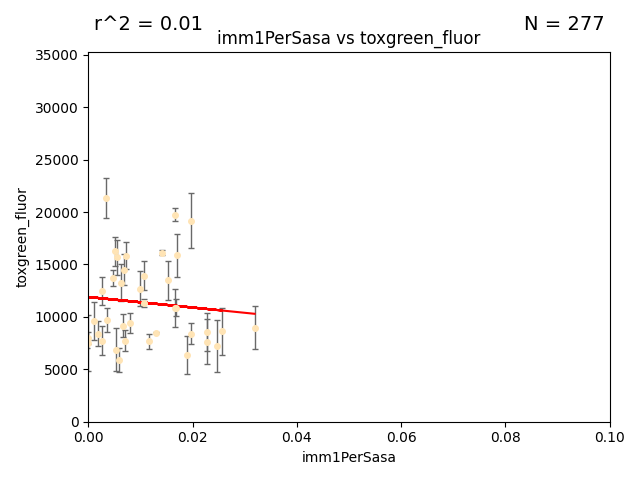 r^2 = 0.01
N = 277
imm1PerSasa vs toxgreen_fluor
35000
30000
25000
20000
15000
10000
5000
0
toxgreen_fluor
0.00 0.02 0.04 0.06 0.08 0.10
imm1PerSasa